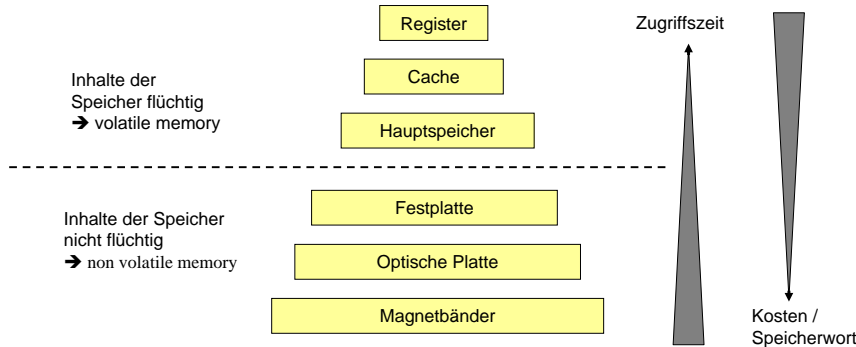 Register
Zugriffszeit
Cache
Inhalte der
Speicher flüchtig
➔ volatile memory
Hauptspeicher
Festplatte
Inhalte der Speicher
nicht flüchtig
➔ non volatile memory
Optische Platte
Magnetbänder
Kosten /
Speicherwort